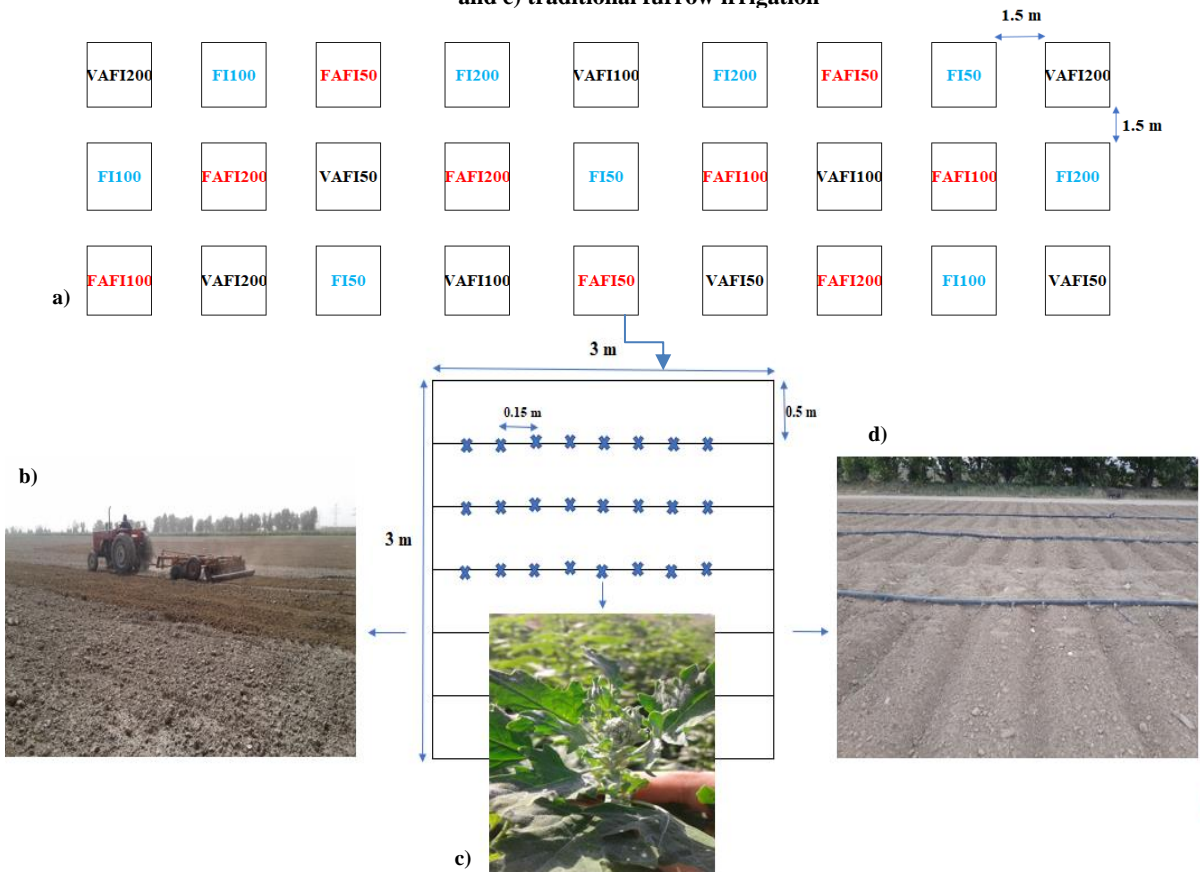 and c) traditional furrow irrigation
1.5 m
VAFI200 FI100 FAFI50 FI200 VAFI100 FI200 FAFI50 FI50 VAFI200
1.5 m
FI100 FAFI200 VAFI50 FAFI200 FI50 FAFI100 VAFI100 FAFI100 FI200
FAFI100 VAFI200 FI50 VAFI100 FAFI50 VAFI50 FAFI200 FI100 VAFI50
a)
3 m
0.15 m
0.5 m
d)
b)
3 m
c)